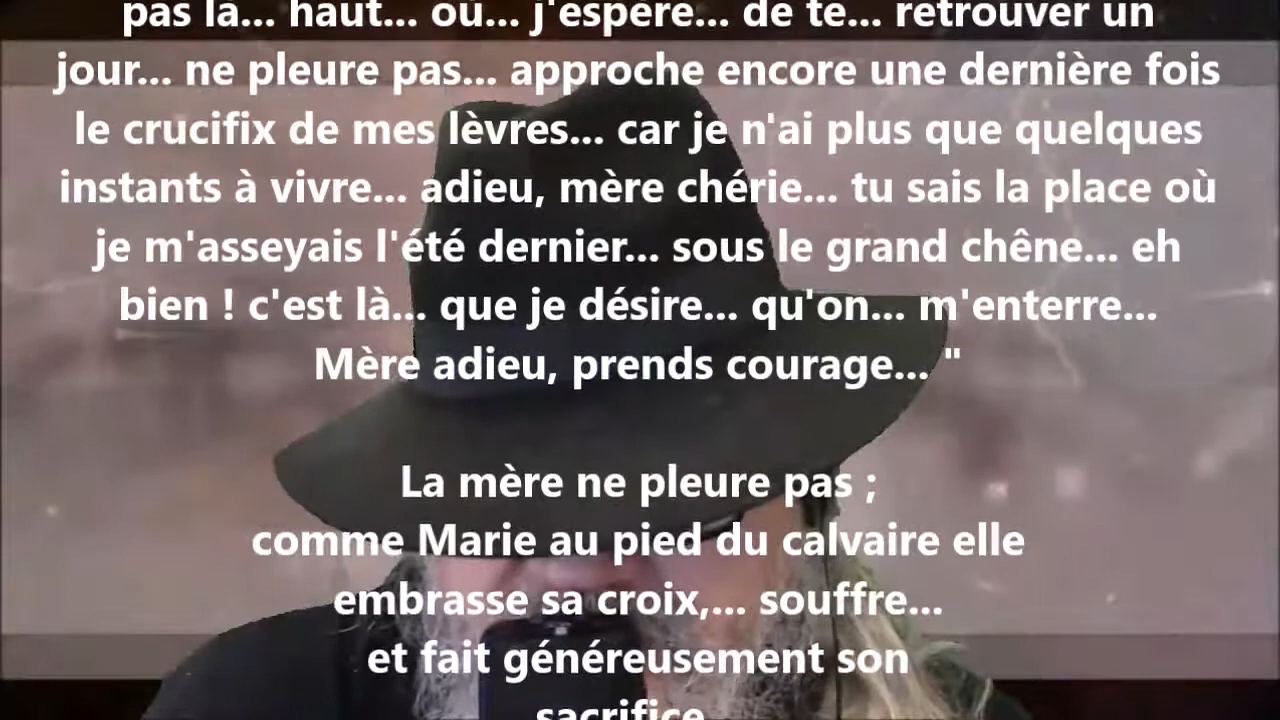 pas là... haut... où... j'espère... de te... retrouver un
jour... ne pleure pas... approche encore une dernière fois
le crucifix de mes lèvres... car je n'ai plus que quelques
instants à vivre... adieu, mère chérie... tu sais la place où
je m'asseyais l'été dernier... sous le grand chêne... eh
bien ! c'est là... que je désire... qu'on... m'enterre...
Mère adieu, prends courage... "
La mère ne pleure pas ;
comme Marie au pied du calvaire elle
embrasse sa croix,... souffre...
et fait généreusement son
sacrifice